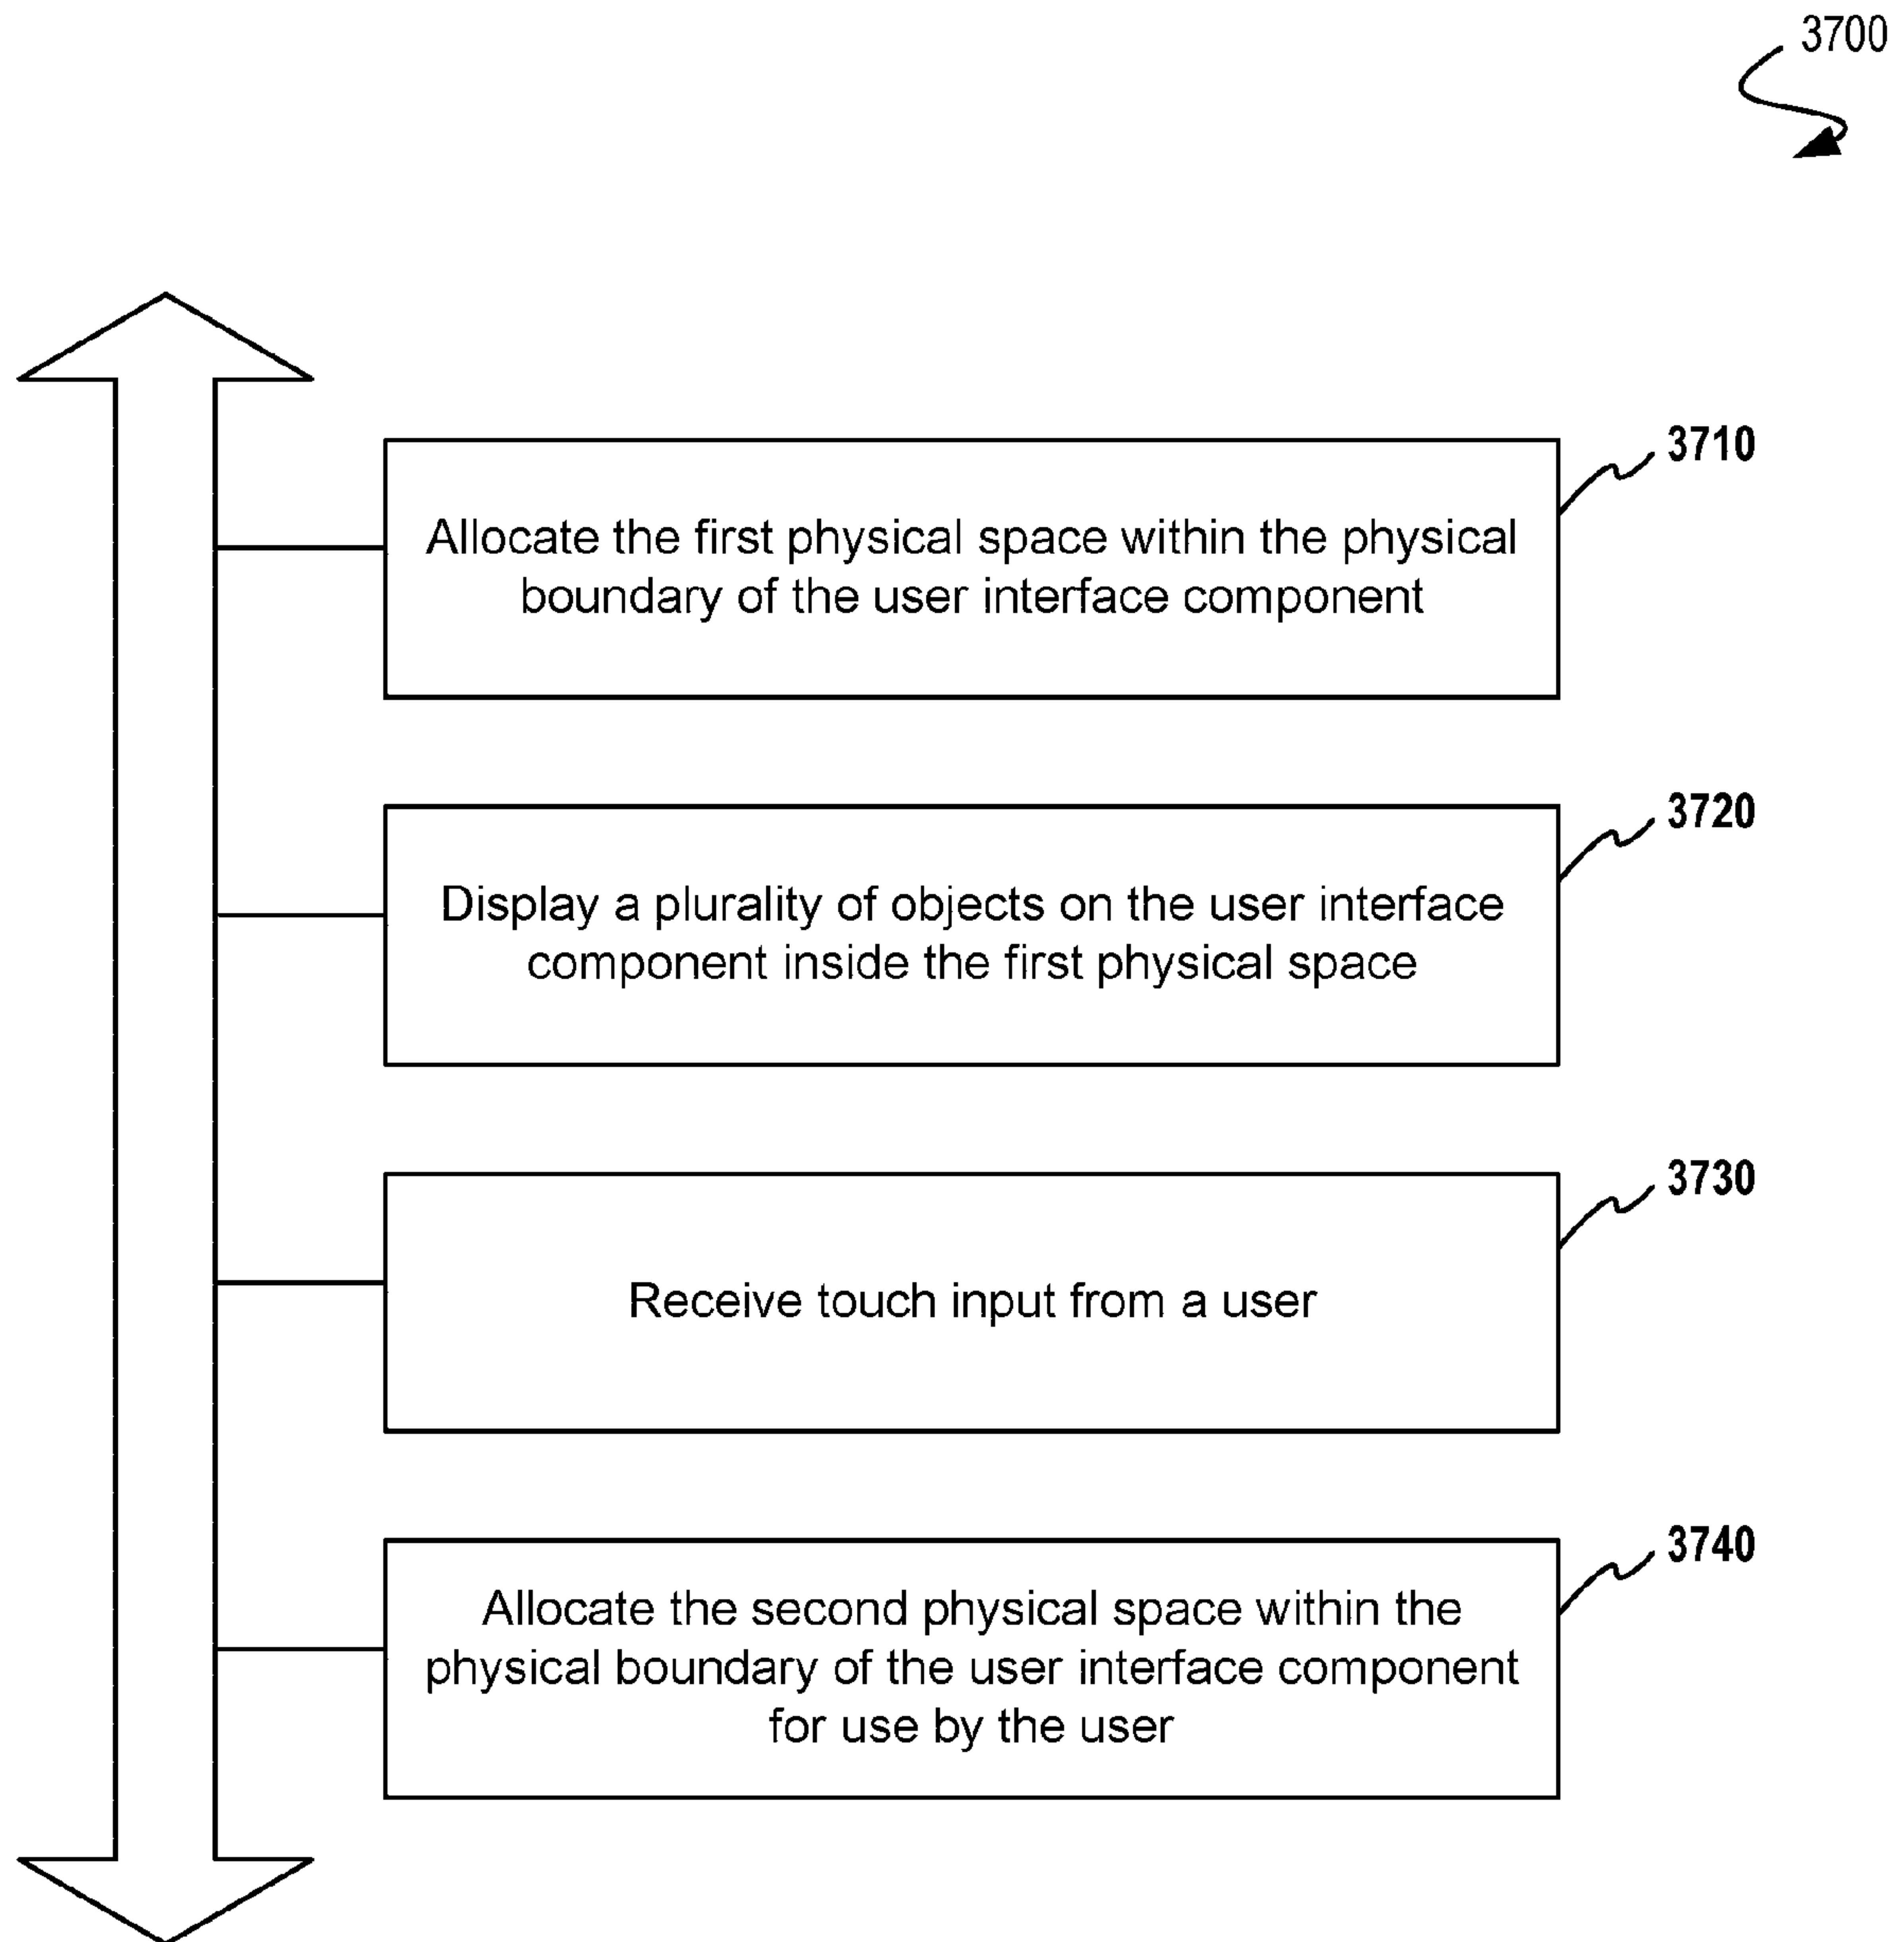 3700
3710
Allocate the first physical space within the physical
boundary of the user interface component
3720
Display a plurality of objects on the user interface
component inside the first physical space
3730
Receive touch input from a user
3740
Allocate the second physical space within the
physical boundary of the user interface component
for use by the user